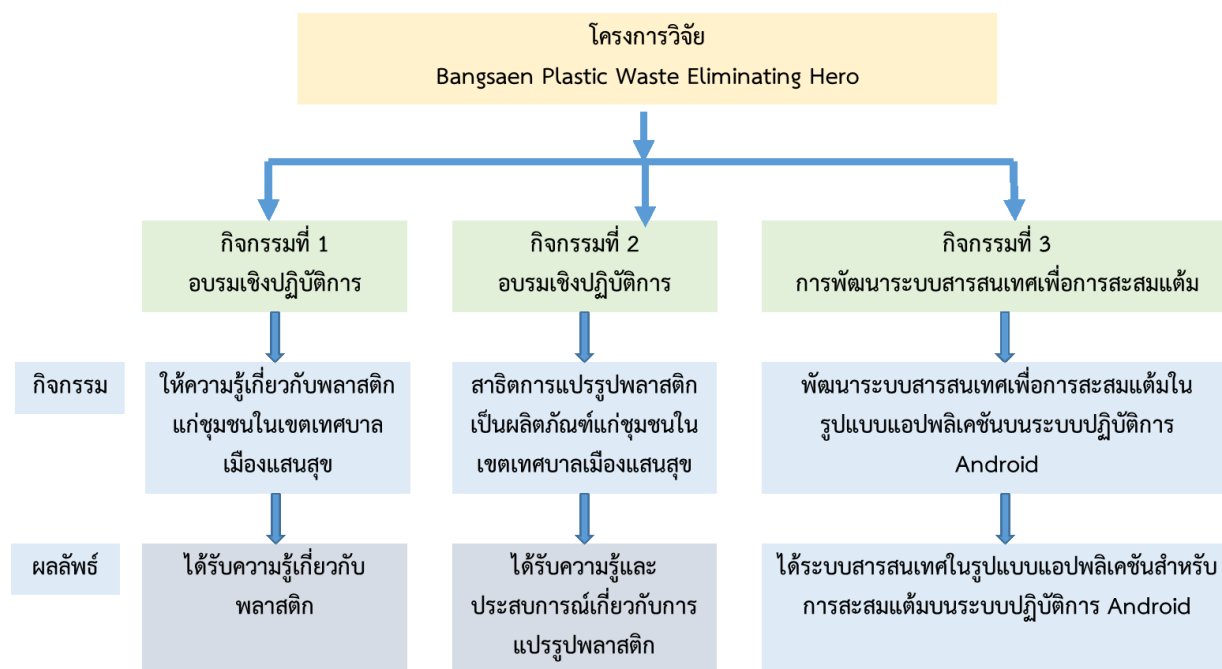 โครงการวิจัย
Bangsaen Plastic Waste Eliminating Hero
กิจกรรมที่ 1
อบรมเชิงปฏิบัติการ
กิจกรรมที่ 2
อบรมเชิงปฏิบัติการ
กิจกรรมที่ 3
การพัฒนาระบบสารสนเทศเพื่อการสะสมแต้ม
กิจกรรม
ให้ความรู้เกี่ยวกับพลาสติก
แก่ชุมชนในเขตเทศบาล
เมืองแสนสุข
สาธิตการแปรรูปพลาสติก
เป็นผลิตภัณฑ์แก่ชุมชนใน
เขตเทศบาลเมืองแสนสุข
พัฒนาระบบสารสนเทศเพื่อการสะสมแต้มใน
รูปแบบแอปพลิเคชันบนระบบปฏิบัติการ
Android
ผลลัพธ์
ได้รับความรู้เกี่ยวกับ
พลาสติก
ได้รับความรู้และ
ประสบการณ์เกี่ยวกับการ
แปรรูปพลาสติก
ได้ระบบสารสนเทศในรูปแบบแอปพลิเคชันสำหรับ
การสะสมแต้มบนระบบปฏิบัติการ Android